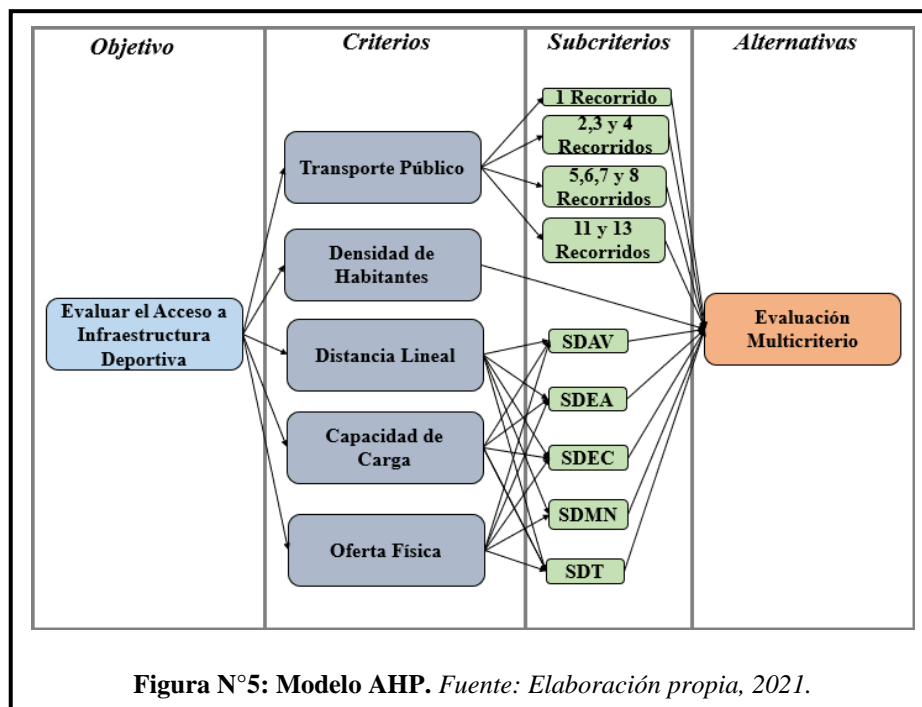 Objetivo
Criterios
Subcriterios
Alternativas
Evaluar el Acceso a
Infraestructura
Deportiva
Transporte Público
Densidad de
Habitantes
Distancia Lineal
Capacidad de
Carga
Oferta Física
1 Recorrido
2,3 y 4
Recorridos
5,6,7 y 8
Recorridos
11 y 13
Recorridos
SDAV
SDEA
SDEC
SDMN
SDT
Evaluación
Multicriterio
Figura N°5: Modelo AHP. Fuente: Elaboración propia, 2021.